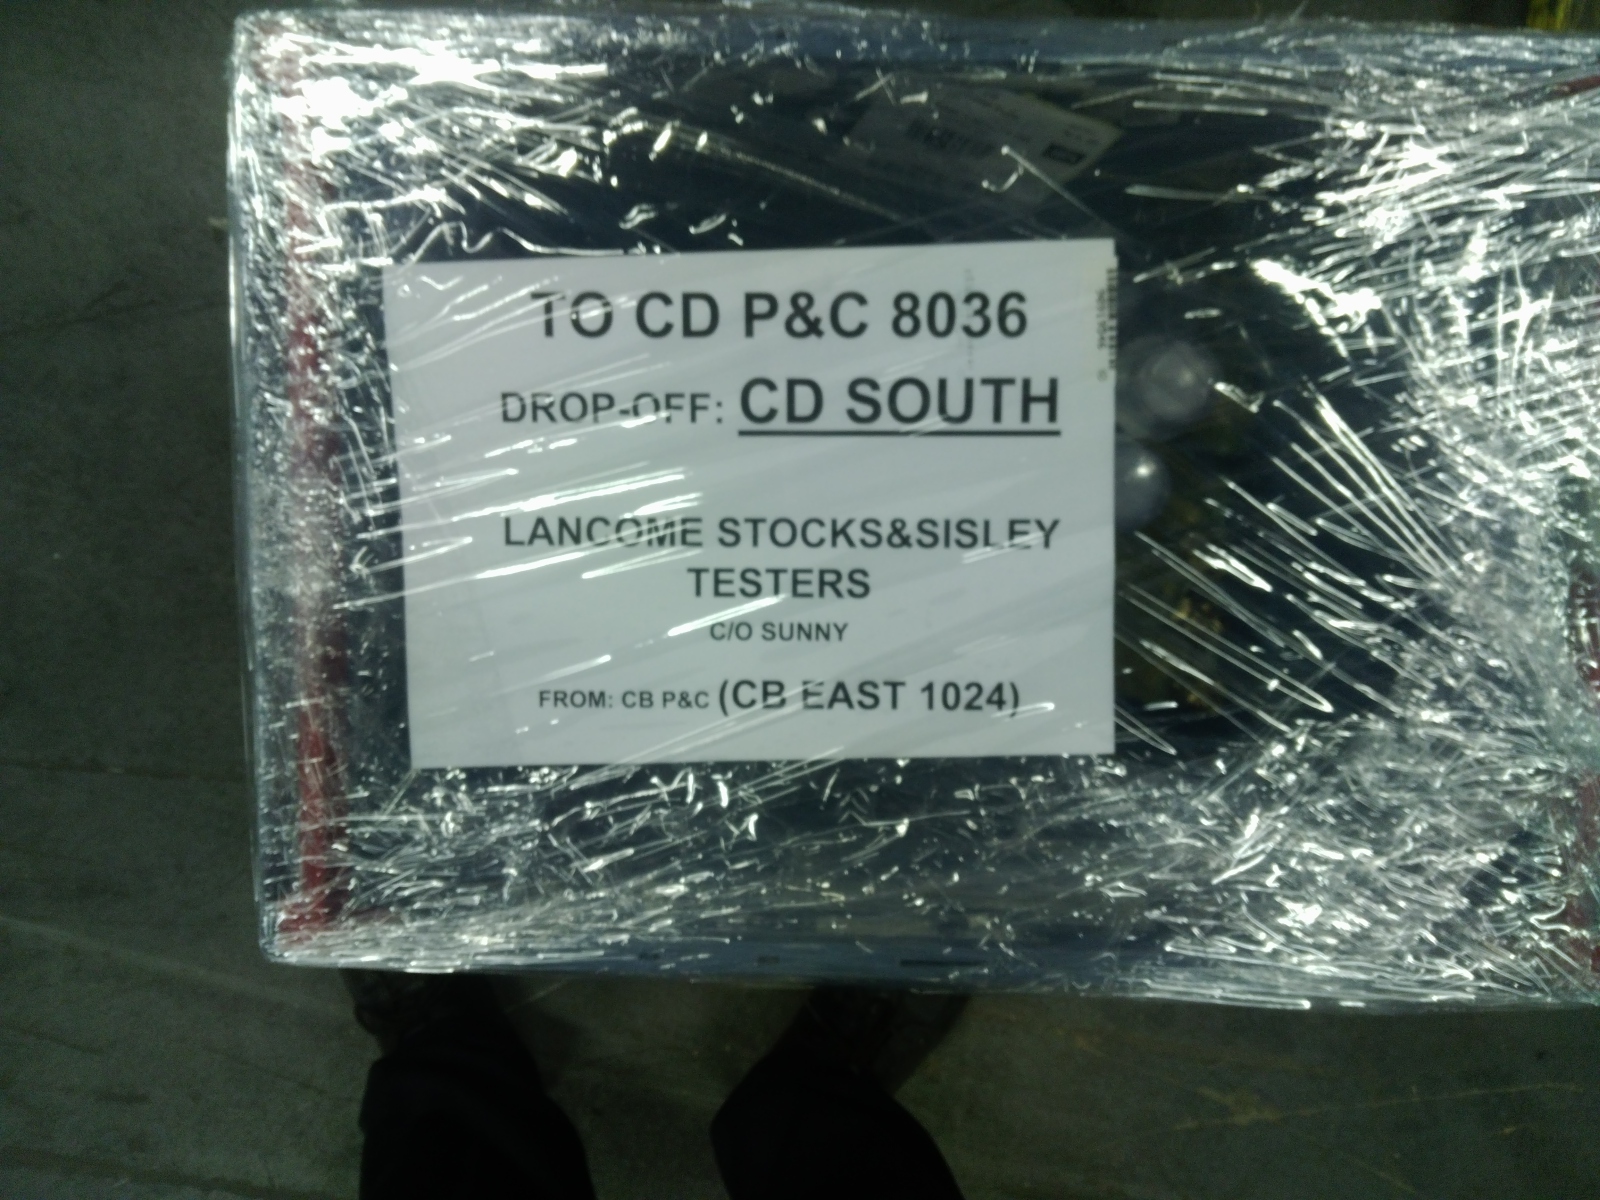 TO CD P&C 8036
DROP-OFF: CD SOUTH
LANCOME STOCKS&SISLEY
TESTERS
C/O SUNNY
FROM: CB P&C (CB EAST 1024)